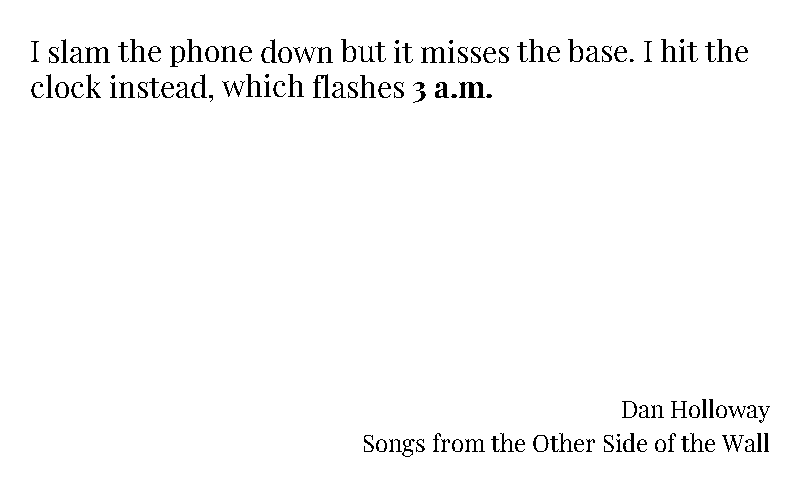 I slam the phone down but it misses the base. I hit the
clock instead, which flashes 3 a.m.
Dan Holloway
Songs from the Other Side of the Wall